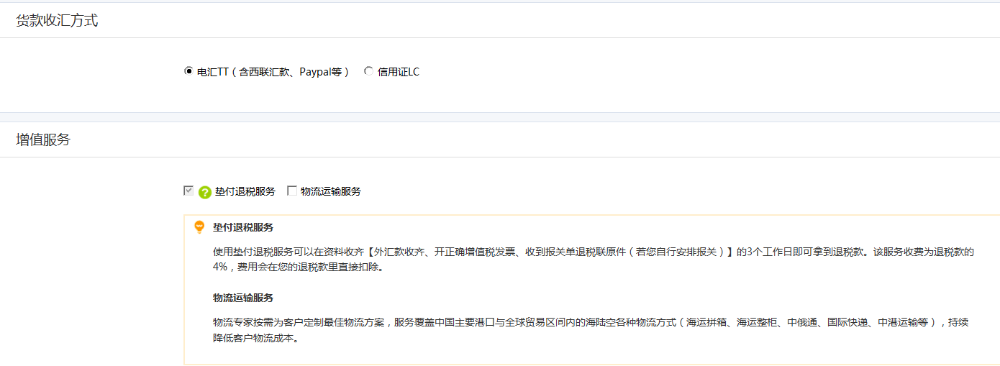 货款收汇方式
电汇TT（含西联汇款、Paypal等） 信用证LC
增值服务
垫付退税服务 物流运输服务
垫付退税服务
使用垫付退税服务可以在资料收齐【外汇款收齐、开正确增值税发票、收到报关单退税联原件（若您自行安排报关）】的3个工作日即可拿到退税款。该服务收费为退税款的
4%，费用会在您的退税款里直接扣除。
物流运输服务
物流专家按需为客户定制最佳物流方案，服务覆盖中国主要港口与全球贸易区间内的海陆空各种物流方式（海运拼箱、海运整柜、中俄通、国际快递、中港运输等），持续
降低客户物流成本。